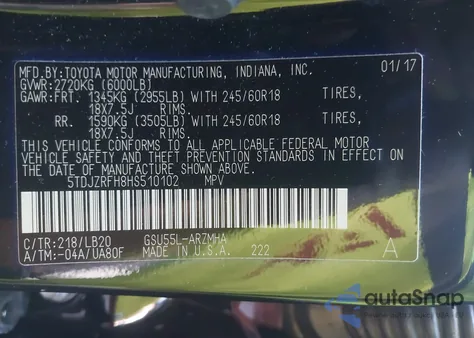 MFD.BY:TOYOTA MOTOR MANUFACTURING, INDIANA, INC. 01/17
GVWR:2720KG (6000LB)
GAWR:FRT. 1345KG (2955LB) WITH 245/60R18 TIRES,
18X7.5J RIMS.
RR. 1590KG (3505LB) WITH 245/60R18 TIRES,
18X7.5J RIMS.
THIS VEHICLE CONFORMS TO ALL APPLICABLE FEDERAL MOTOR
VEHICLE SAFETY AND THEFT PREVENTION STANDARDS IN EFFECT
ON THE DATE OF MANUFACTURE SHOWN ABOVE.
5TDJZRFH8HS510102 MPV
C/TR:218/LB20 GSU55L-ARZMHA
A/TM:-04A/UA80F MADE IN U.S.A. 222 A
autoSnap